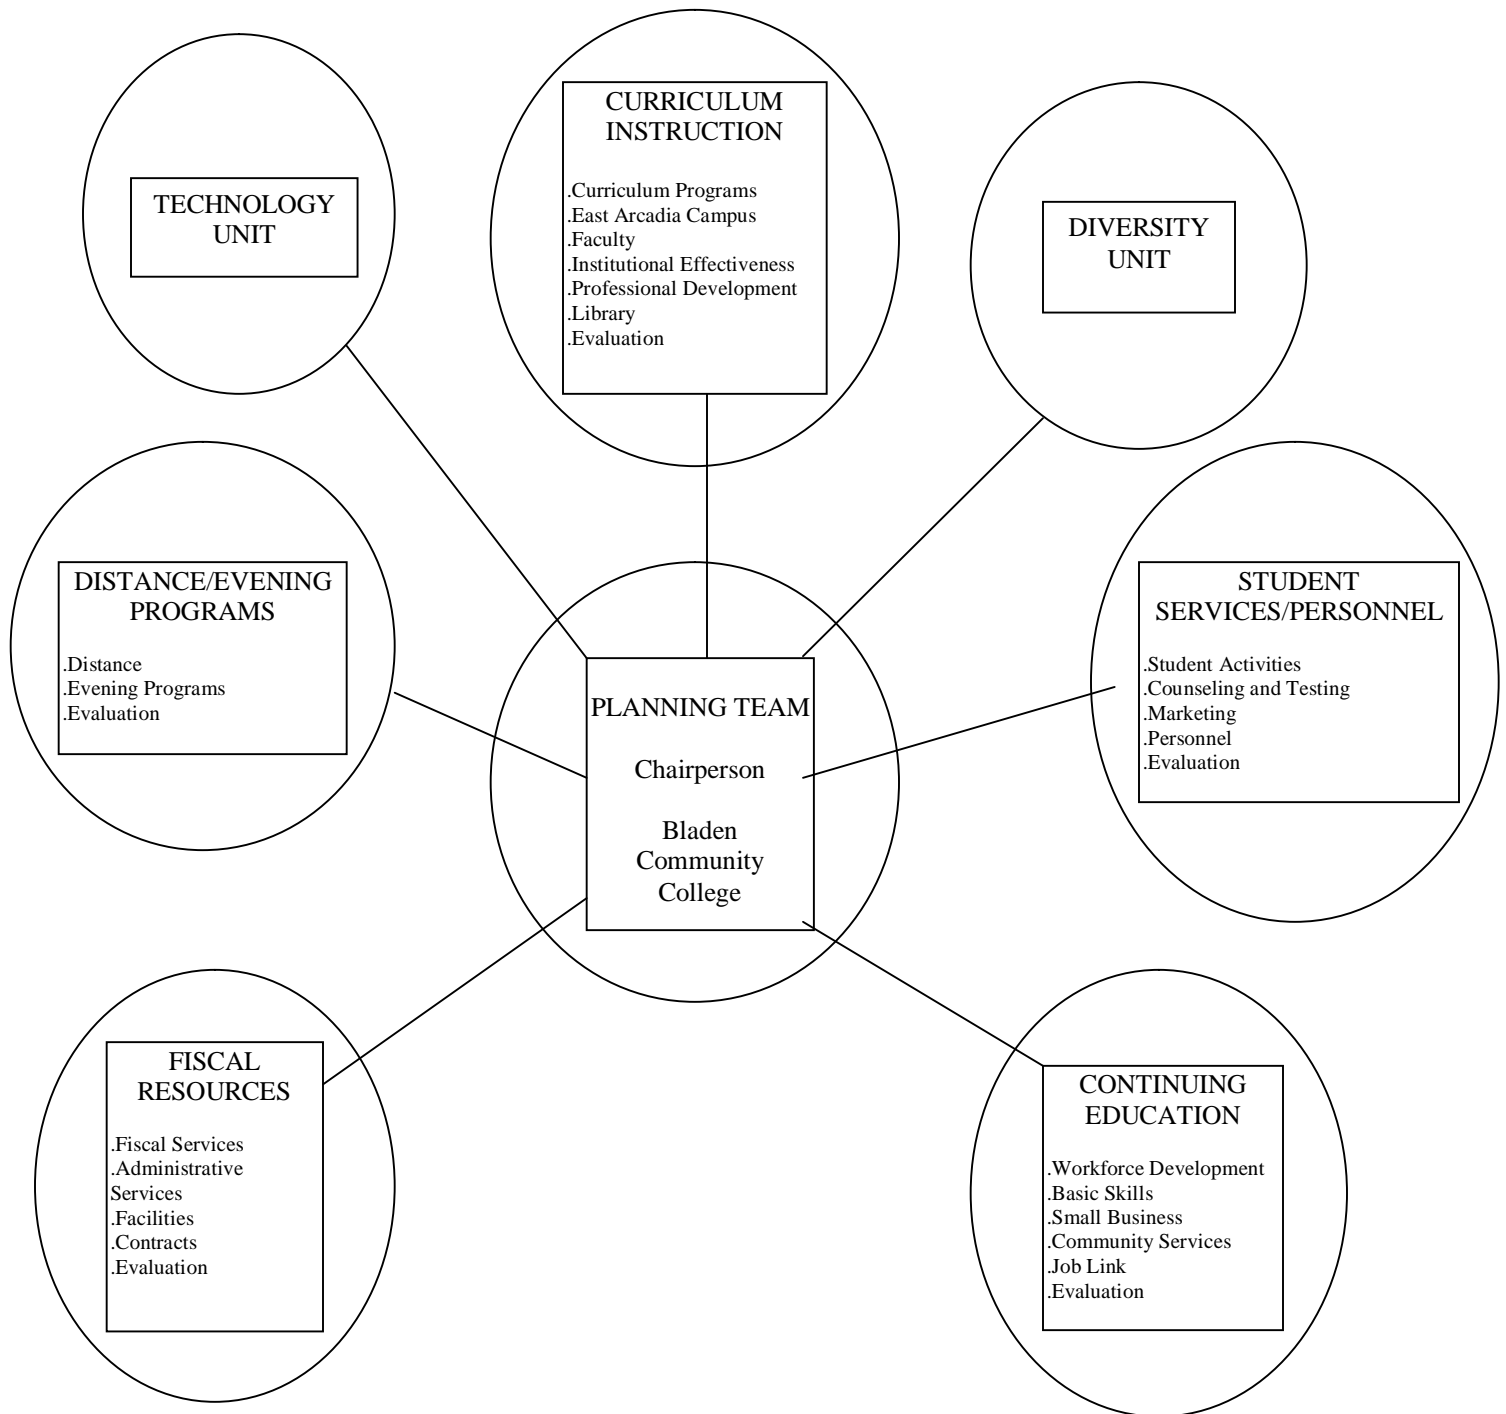 TECHNOLOGY
UNIT
CURRICULUM
INSTRUCTION
.Curriculum Programs
.East Arcadia Campus
.Faculty
.Institutional Effectiveness
.Professional Development
.Library
.Evaluation
DIVERSITY
UNIT
DISTANCE/EVENING
PROGRAMS
.Distance
.Evening Programs
.Evaluation
PLANNING TEAM
Chairperson
Bladen
Community
College
STUDENT
SERVICES/PERSONNEL
.Student Activities
.Counseling and Testing
.Marketing
.Personnel
.Evaluation
FISCAL
RESOURCES
.Fiscal Services
.Administrative
Services
.Facilities
.Contracts
.Evaluation
CONTINUING
EDUCATION
.Workforce Development
.Basic Skills
.Small Business
.Community Services
.Job Link
.Evaluation